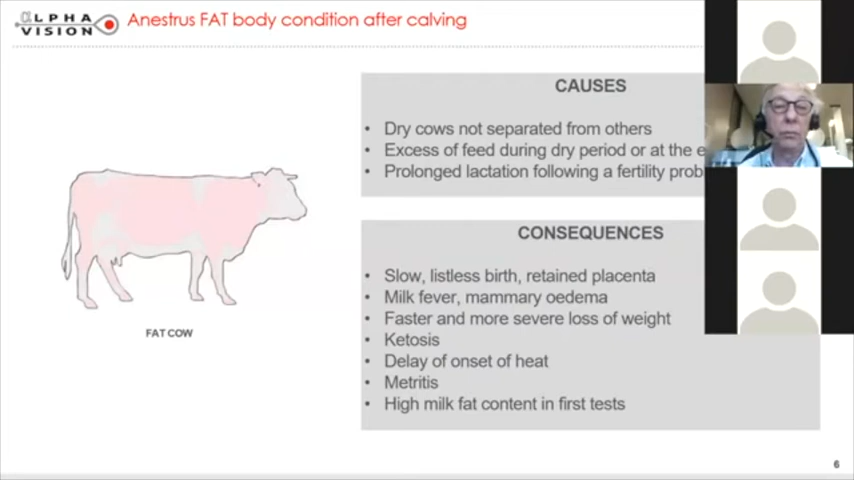 αLPHA
VISION
Anestrus FAT body condition after calving
FAT COW
CAUSES
• Dry cows not separated from others
• Excess of feed during dry period or at the
• Prolonged lactation following a fertility
CONSEQUENCES
• Slow, listless birth, retained placenta
• Milk fever, mammary oedema
• Faster and more severe loss of weight
• Ketosis
• Delay of onset of heat
• Metritis
• High milk fat content in first tests
6